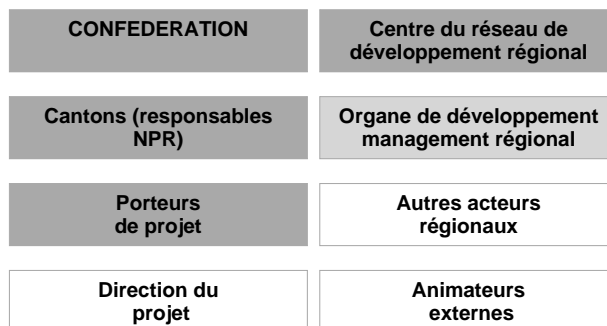 CONFEDERATION
Centre du réseau de
développement régional
Cantons (responsables
NPR)
Organe de développement
management régional
Porteurs
de projet
Autres acteurs
régionaux
Direction du
projet
Animateurs
externes